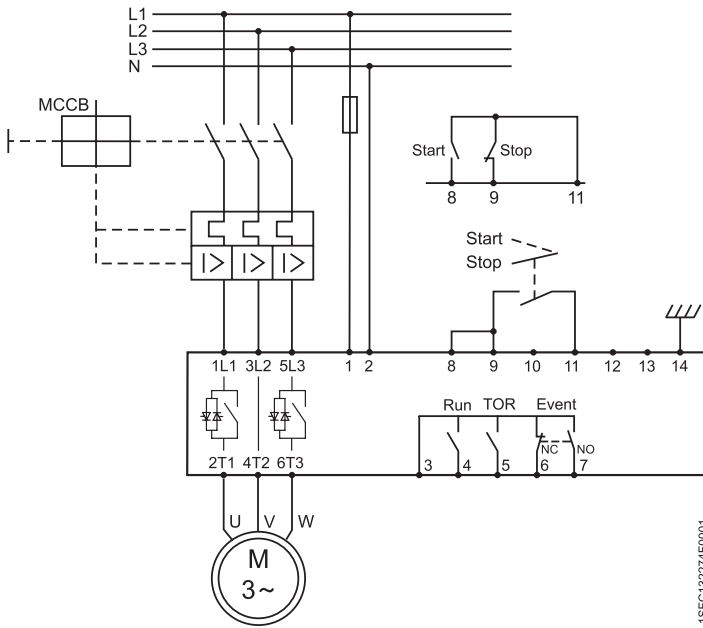 L1
L2
L3
N
MCCB
Start
Stop
8 9 11
Start
Stop
1L1 3L2 5L3 1 2 8 9 10 11 12 13 14
Run TOR Event
NC NO
2T1 4T2 6T3 3 4 5 6 7
U V W
M
3~